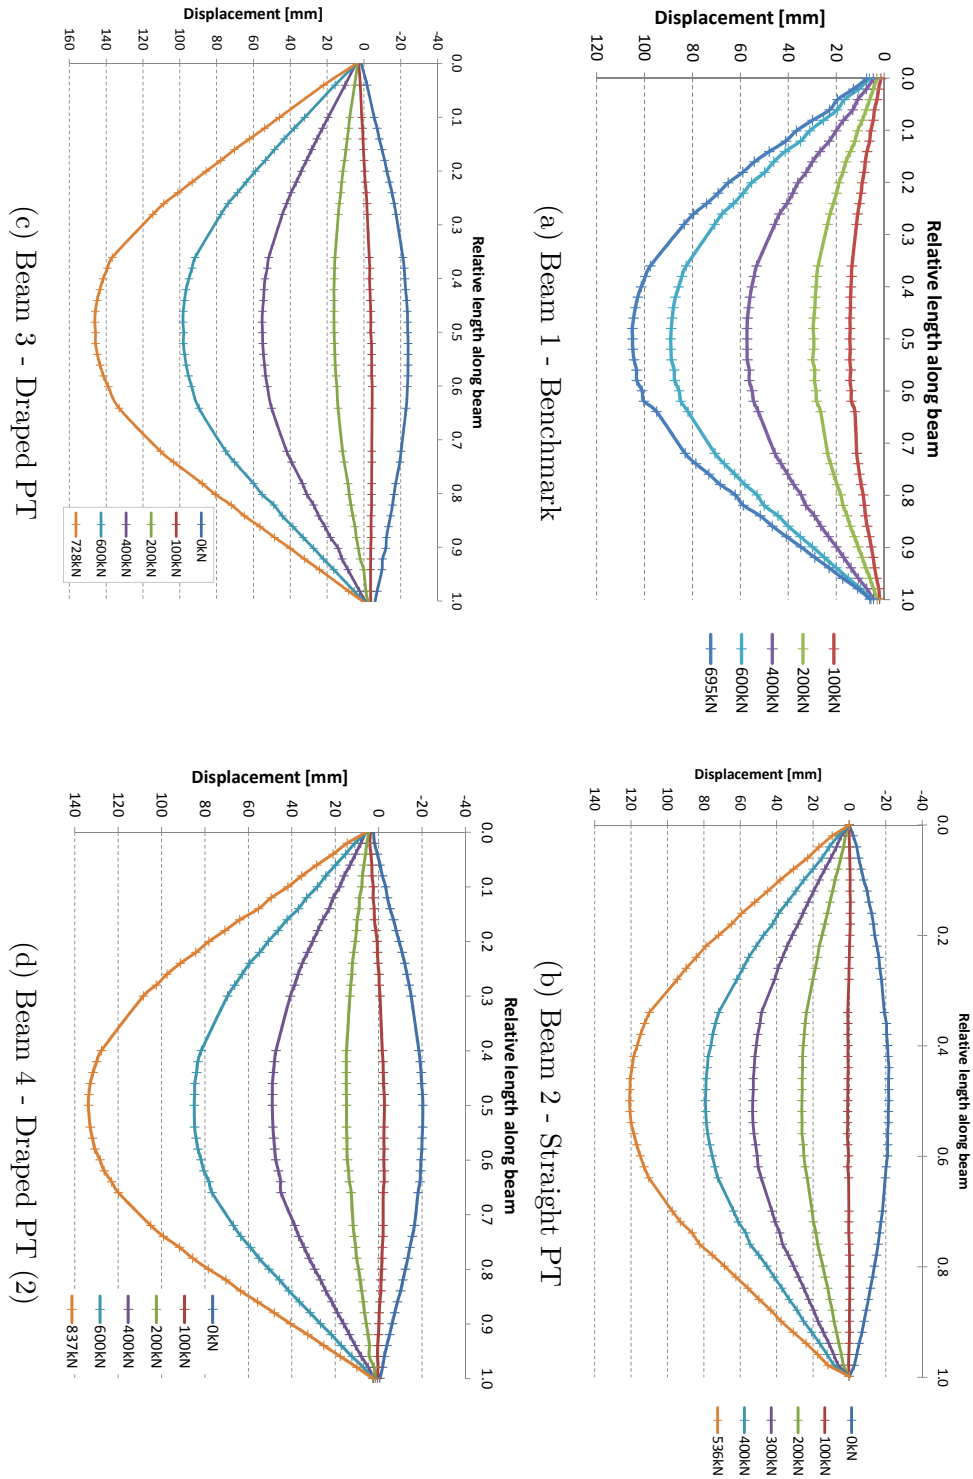 Relative length along beam
0.0 0.1 0.2 0.3 0.4 0.5 0.6 0.7 0.8 0.9 1.0
Displacement [mm]
0
20
40
60
80
100
120
100kN
200kN
400kN
600kN
695kN
(a) Beam 1 - Benchmark
Relative length along beam
0.0 0.2 0.4 0.6 0.8 1.0
Displacement [mm]
-40
-20
0
20
40
60
80
100
120
140
0kN
100kN
200kN
300kN
400kN
536kN
(b) Beam 2 - Straight PT
Relative length along beam
0.0 0.1 0.2 0.3 0.4 0.5 0.6 0.7 0.8 0.9 1.0
Displacement [mm]
-40
-20
0
20
40
60
80
100
120
140
160
0kN
100kN
200kN
400kN
600kN
728kN
(c) Beam 3 - Draped PT
Relative length along beam
0.0 0.1 0.2 0.3 0.4 0.5 0.6 0.7 0.8 0.9 1.0
Displacement [mm]
-40
-20
0
20
40
60
80
100
120
140
0kN
100kN
200kN
400kN
600kN
837kN
(d) Beam 4 - Draped PT (2)